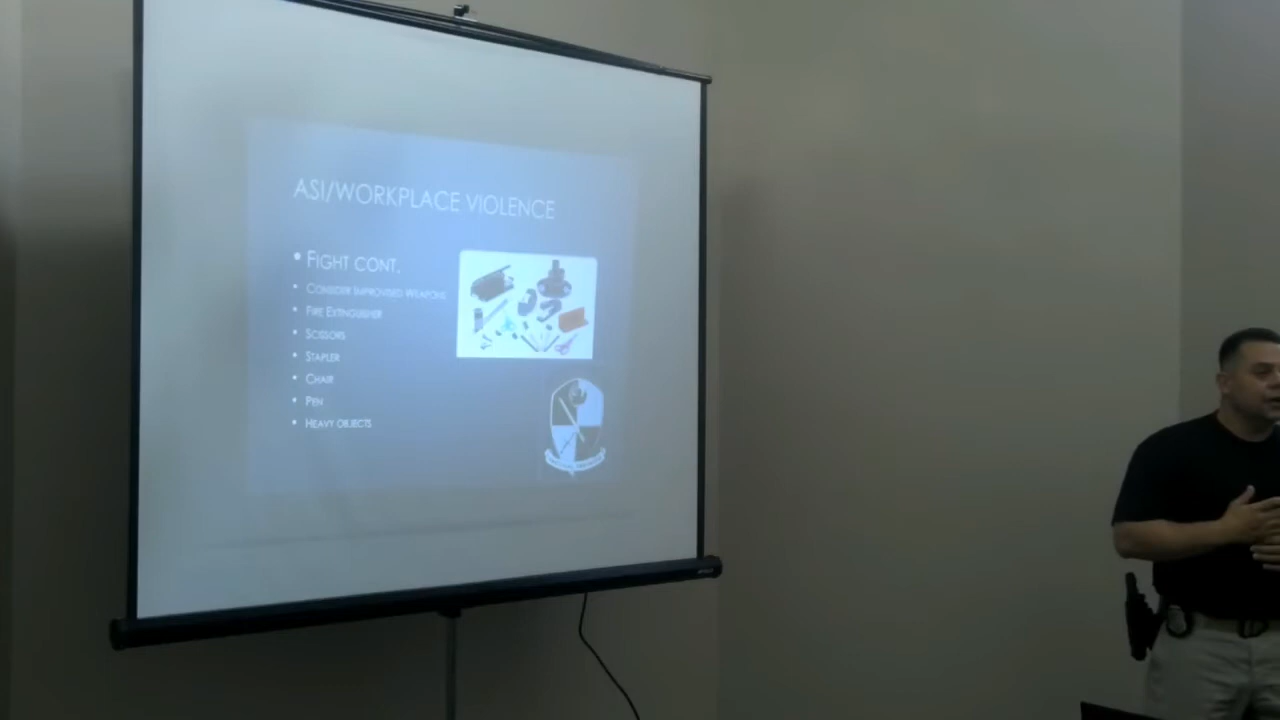 ASI/WORKPLACE VIOLENCE
• FIGHT CONT.
• CONSIDER IMPROVISED WEAPONS
• FIRE EXTINGUISHER
• SCISSORS
• STAPLER
• CHAIR
• PEN
• HEAVY OBJECTS